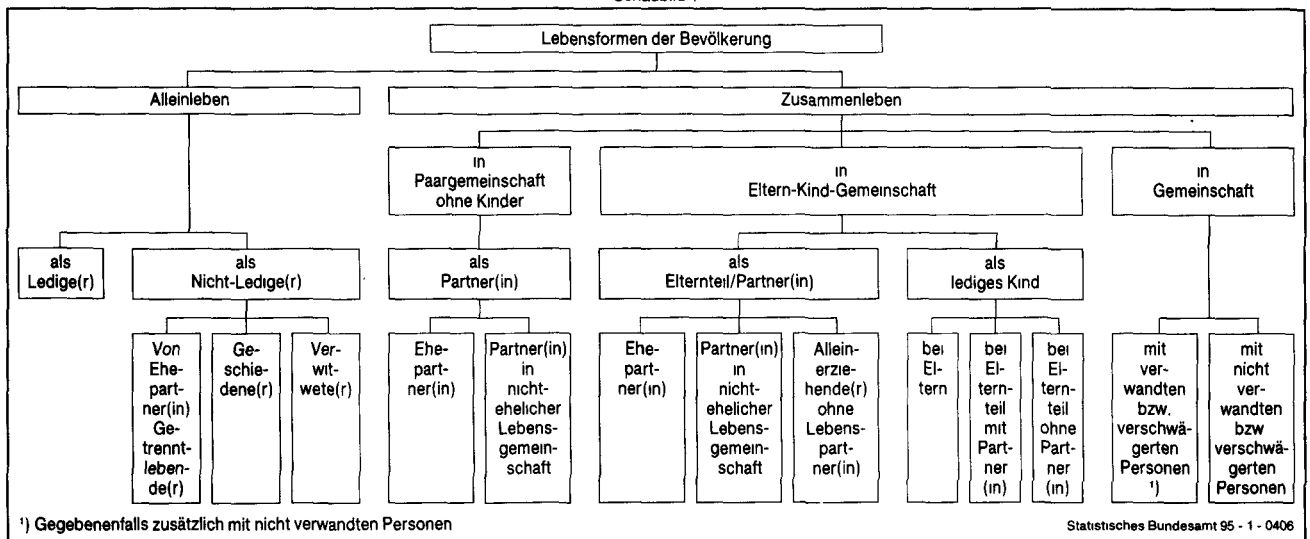 Lebensformen der Bevölkerung
Alleinleben
Zusammenleben
in
Paargemeinschaft
ohne Kinder
in
Eltern-Kind-Gemeinschaft
in
Gemeinschaft
als
Ledige(r)
als
Nicht-Ledige(r)
als
Partner(in)
als
Elternteil/Partner(in)
als
lediges Kind
Von
Ehe-
part-
ner(in)
Ge-
trennt-
leben-
de(r)
Ge-
schie-
dene(r)
Ver-
wit-
wete(r)
Ehe-
part-
ner(in)
Partner(in)
in
nicht-
ehelicher
Lebens-
gemein-
schaft
Ehe-
part-
ner(in)
Partner(in)
in
nicht-
ehelicher
Lebens-
gemein-
schaft
Allein-
erzie-
hende(r)
ohne
Lebens-
part-
ner(in)
bei
El-
tern
bei
El-
tern-
teil
mit
Part-
ner
(in)
bei
El-
tern-
teil
ohne
Part-
ner
(in)
mit
ver-
wandten
bzw.
verschwä-
gerten
Personen
¹)
mit
nicht
ver-
wandten
bzw
verschwä-
gerten
Personen
¹) Gegebenenfalls zusätzlich mit nicht verwandten Personen
Statistisches Bundesamt 95 - 1 - 0406